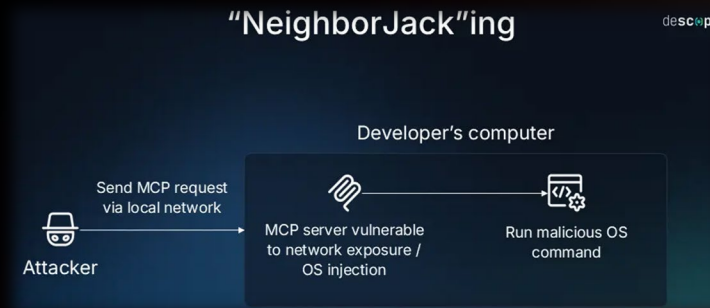 “NeighborJack”ing
descop
Developer’s computer
Send MCP request
via local network
Attacker
MCP server vulnerable
to network exposure /
OS injection
Run malicious OS
command